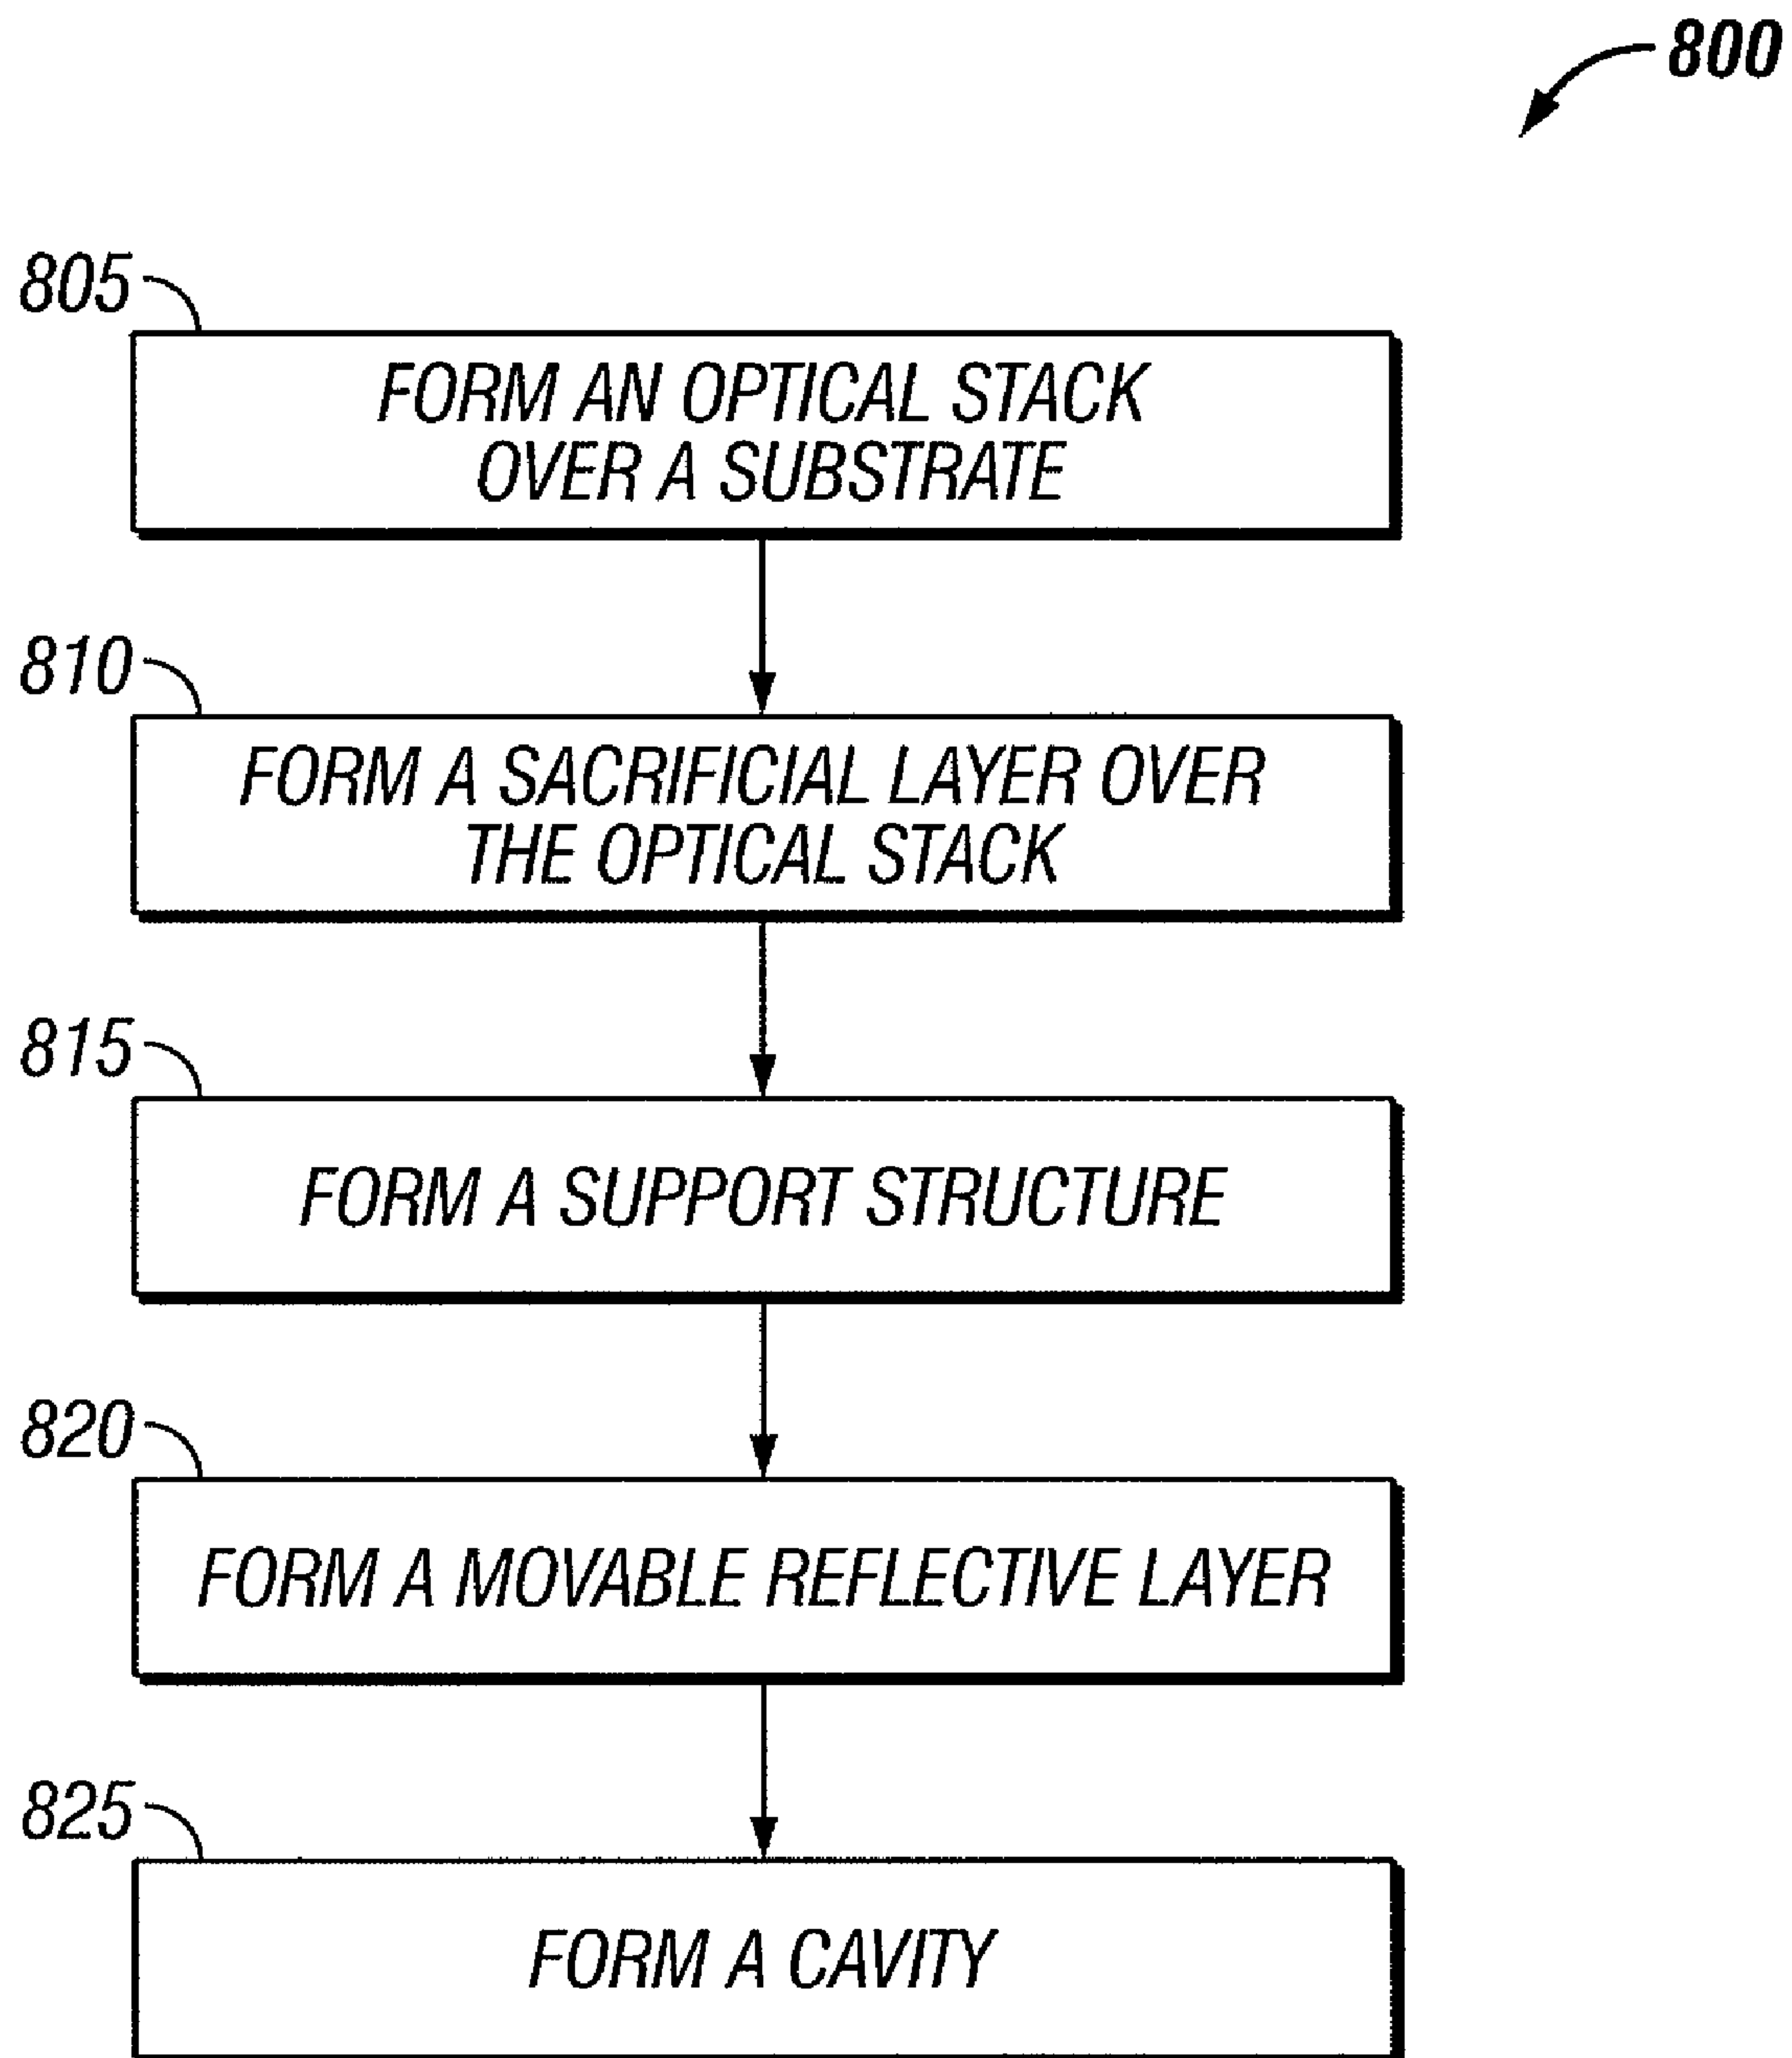 800
805
FORM AN OPTICAL STACK
OVER A SUBSTRATE
810
FORM A SACRIFICIAL LAYER OVER
THE OPTICAL STACK
815
FORM A SUPPORT STRUCTURE
820
FORM A MOVABLE REFLECTIVE LAYER
825
FORM A CAVITY